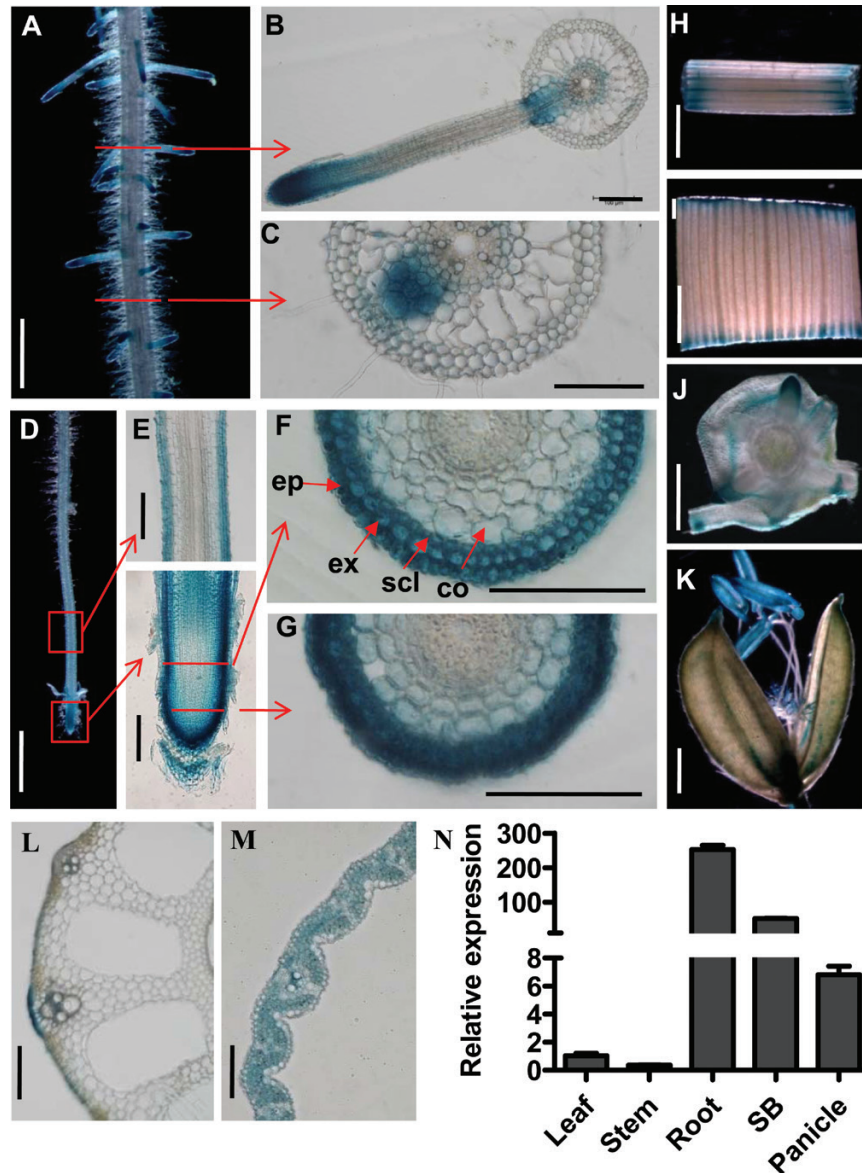 A
B
H
C
J
D
E
F
ep
ex
scl
co
G
K
L
M
N
Relative expression
300
200
100
8
6
4
2
0
Leaf
Stem
Root
SB
Panicle